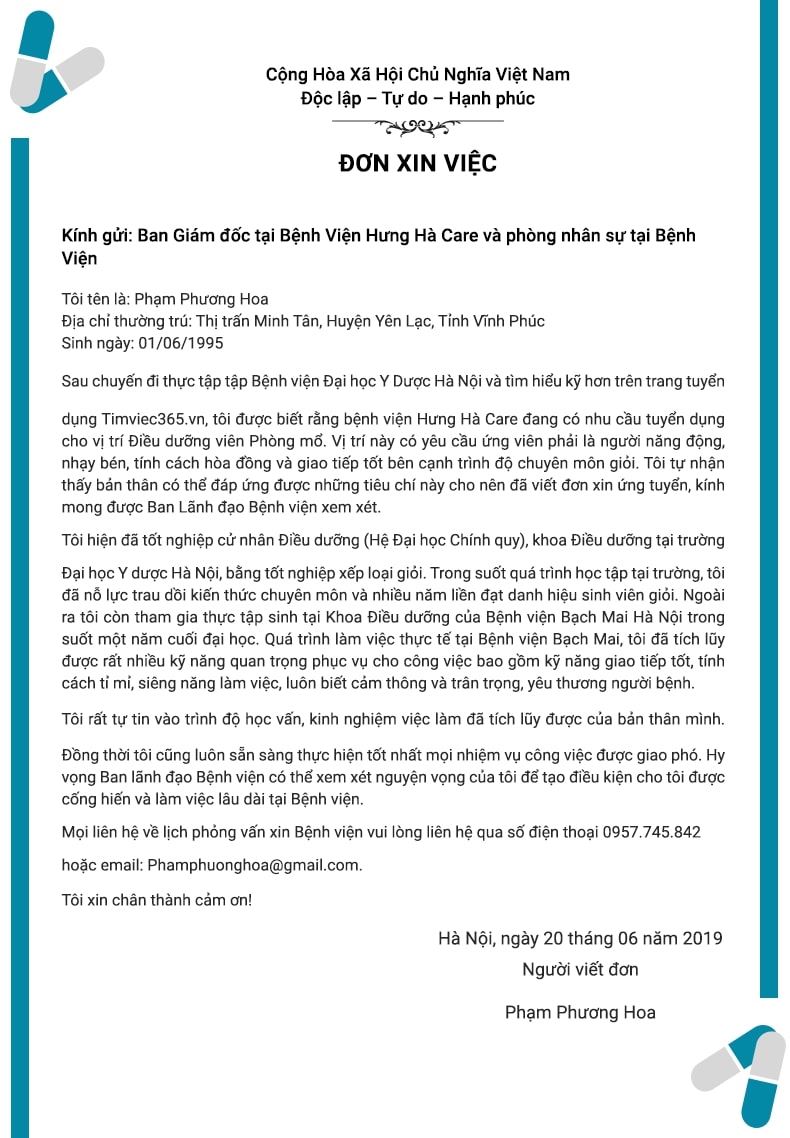 Cộng Hòa Xã Hội Chủ Nghĩa Việt Nam
Độc lập – Tự do – Hạnh phúc
ĐƠN XIN VIỆC
Kính gửi: Ban Giám đốc tại Bệnh Viện Hưng Hà Care và phòng nhân sự tại Bệnh
Viện
Tôi tên là: Phạm Phương Hoa
Địa chỉ thường trú: Thị trấn Minh Tân, Huyện Yên Lạc, Tỉnh Vĩnh Phúc
Sinh ngày: 01/06/1995
Sau chuyến đi thực tập tập Bệnh viện Đại học Y Dược Hà Nội và tìm hiểu kỹ hơn trên trang tuyển
dụng Timviec365.vn, tôi được biết rằng bệnh viện Hưng Hà Care đang có nhu cầu tuyển dụng
cho vị trí Điều dưỡng viên Phòng mổ. Vị trí này có yêu cầu ứng viên phải là người năng động,
nhạy bén, tính cách hòa đồng và giao tiếp tốt bên cạnh trình độ chuyên môn giỏi. Tôi tự nhận
thấy bản thân có thể đáp ứng được những tiêu chí này cho nên đã viết đơn xin ứng tuyển, kính
mong được Ban Lãnh đạo Bệnh viện xem xét.
Tôi hiện đã tốt nghiệp cử nhân Điều dưỡng (Hệ Đại học Chính quy), khoa Điều dưỡng tại trường
Đại học Y dược Hà Nội, bằng tốt nghiệp xếp loại giỏi. Trong suốt quá trình học tập tại trường, tôi
đã nỗ lực trau dồi kiến thức chuyên môn và nhiều năm liền đạt danh hiệu sinh viên giỏi. Ngoài
ra tôi còn tham gia thực tập sinh tại Khoa Điều dưỡng của Bệnh viện Bạch Mai Hà Nội trong
suốt một năm cuối đại học. Quá trình làm việc thực tế tại Bệnh viện Bạch Mai, tôi đã tích lũy
được rất nhiều kỹ năng quan trọng phục vụ cho công việc bao gồm kỹ năng giao tiếp tốt, tính
cách tỉ mỉ, siêng năng làm việc, luôn biết cảm thông và trân trọng, yêu thương người bệnh.
Tôi rất tự tin vào trình độ học vấn, kinh nghiệm việc làm đã tích lũy được của bản thân mình.
Đồng thời tôi cũng luôn sẵn sàng thực hiện tốt nhất mọi nhiệm vụ công việc được giao phó. Hy
vọng Ban lãnh đạo Bệnh viện có thể xem xét nguyện vọng của tôi để tạo điều kiện cho tôi được
cống hiến và làm việc lâu dài tại Bệnh viện.
Mọi liên hệ về lịch phỏng vấn xin Bệnh viện vui lòng liên hệ qua số điện thoại 0957.745.842
hoặc email: Phamphuonghoa@gmail.com.
Tôi xin chân thành cảm ơn!
Hà Nội, ngày 20 tháng 06 năm 2019
Người viết đơn
Phạm Phương Hoa